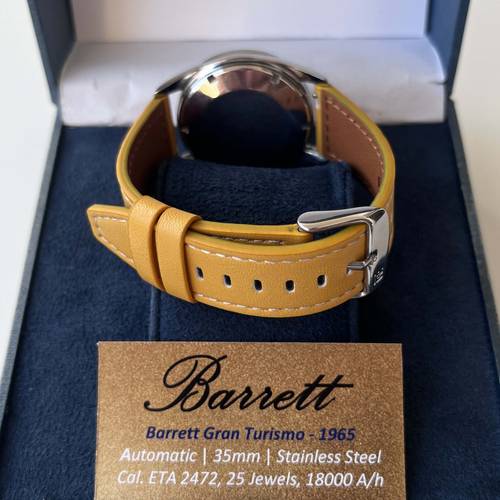 Barrett
Barrett Gran Turismo - 1965
Automatic | 35mm | Stainless Steel
Cal. ETA 2472, 25 Jewels, 18000 A/h